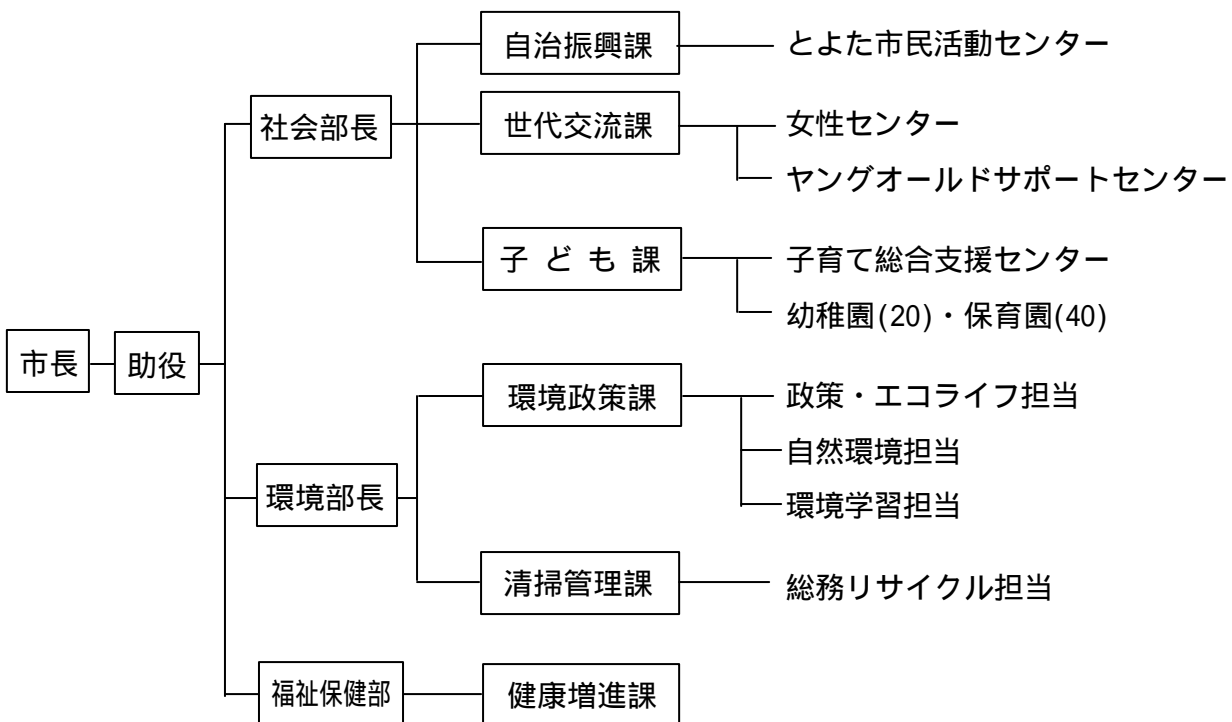 自治振興課
とよた市民活動センター
社会部長
世代交流課
女性センター
ヤングオールドサポートセンター
子ども課
子育て総合支援センター
幼稚園(20)・保育園(40)
市長
助役
環境政策課
政策・エコライフ担当
自然環境担当
環境部長
環境学習担当
清掃管理課
総務リサイクル担当
福祉保健部
健康増進課